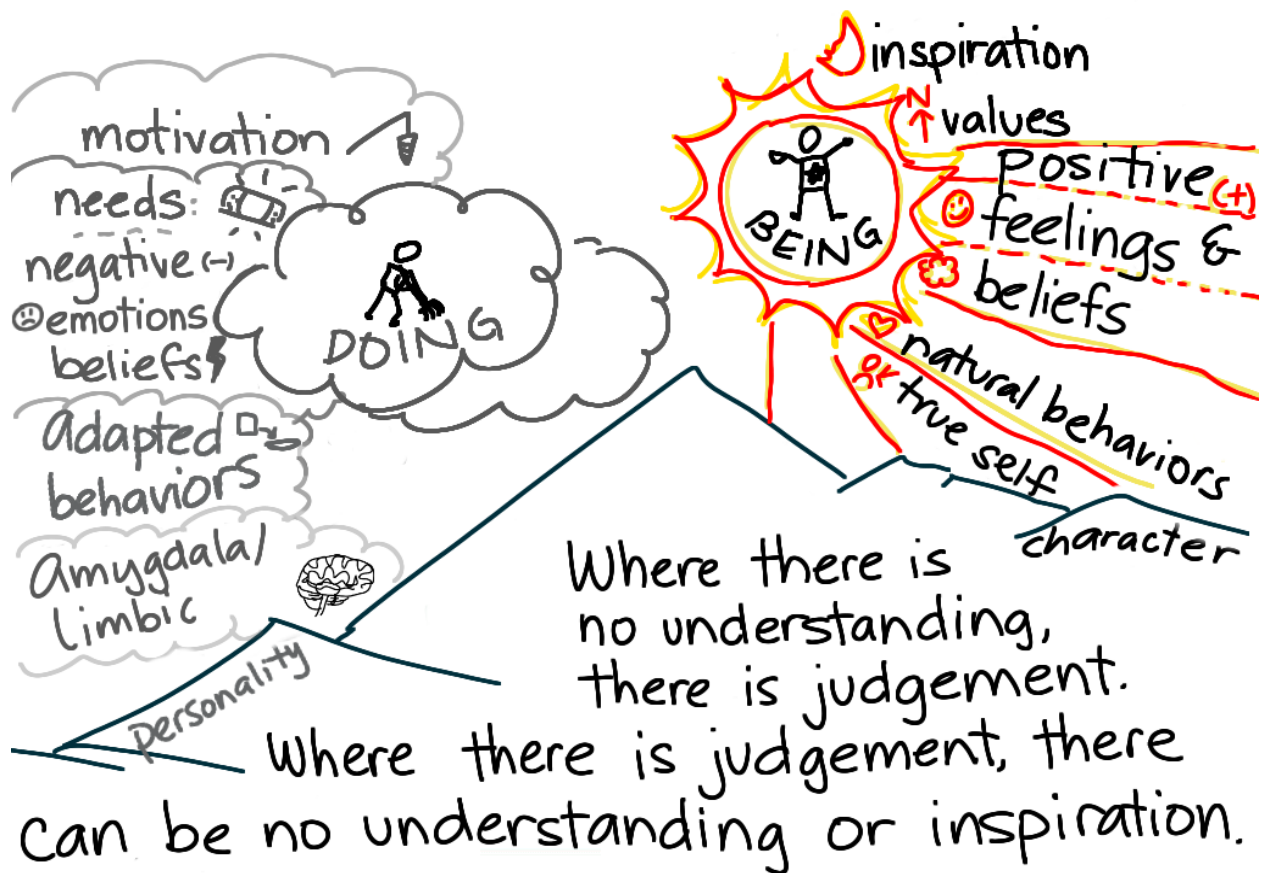 motivation
needs:
negative (-)
emotions
beliefs
Adapted
behaviors
Amygdala/
Limbic
personality
DOING
inspiration
N
values
positive (+)
feelings &
beliefs
natural behaviors
true self
character
BEING
Where there is
no understanding,
there is judgement.
Where there is judgement, there
can be no understanding or inspiration.